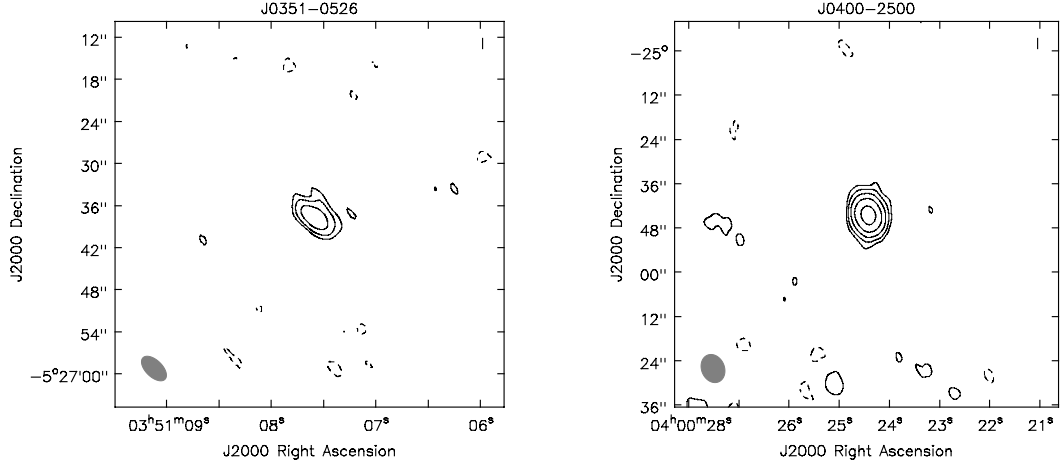 J0351-0526
12"
18"
24"
30"
36"
42"
48"
54"
-5°27'00"
J2000 Declination
03ʰ51ᵐ09ˢ
08ˢ
07ˢ
06ˢ
J2000 Right Ascension
J0400-2500
-25°
12"
24"
36"
48"
00"
12"
24"
36"
J2000 Declination
04ʰ00ᵐ28ˢ
26ˢ
25ˢ
24ˢ
23ˢ
22ˢ
21ˢ
J2000 Right Ascension